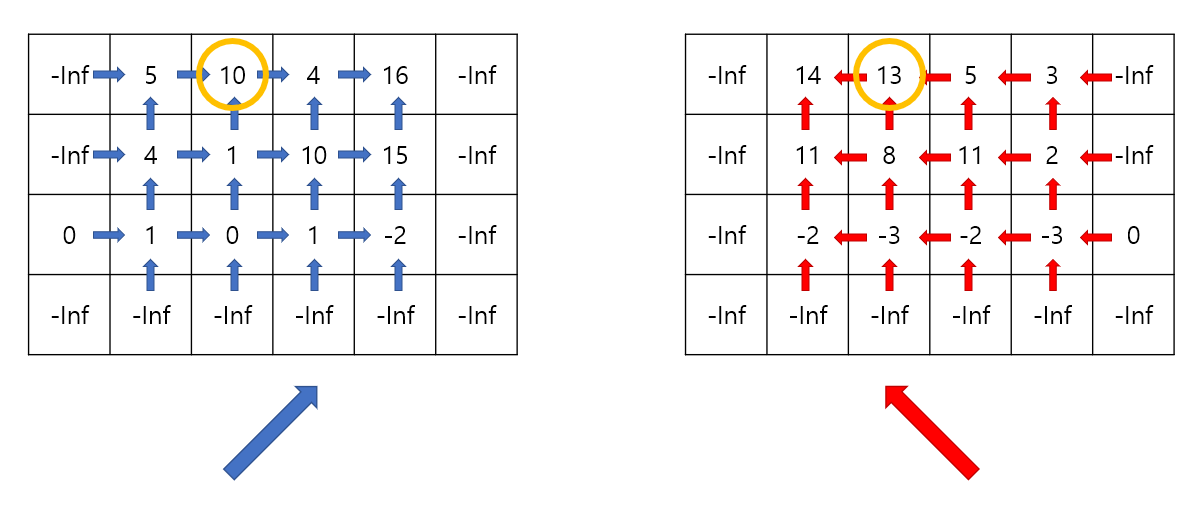 -Inf 5 10 4 16 -Inf
-Inf 4 1 10 15 -Inf
0 1 0 1 -2 -Inf
-Inf -Inf -Inf -Inf -Inf -Inf
-Inf 14 13 5 3 -Inf
-Inf 11 8 11 2 -Inf
-Inf -2 -3 -2 -3 0
-Inf -Inf -Inf -Inf -Inf -Inf